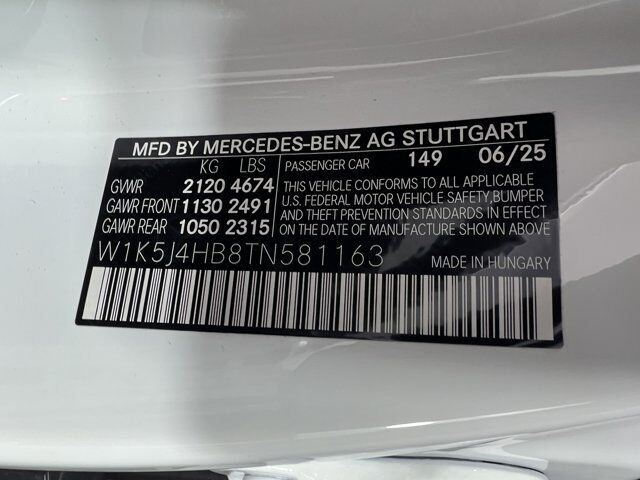 MFD BY MERCEDES-BENZ AG STUTTGART
KG LBS PASSENGER CAR 149 06/25
GVWR 2120 4674
GAWR FRONT 1130 2491
GAWR REAR 1050 2315
THIS VEHICLE CONFORMS TO ALL APPLICABLE
U.S. FEDERAL MOTOR VEHICLE SAFETY, BUMPER
AND THEFT PREVENTION STANDARDS IN EFFECT
ON THE DATE OF MANUFACTURE SHOWN ABOVE.
W1K5J4HB8TN581163 MADE IN HUNGARY